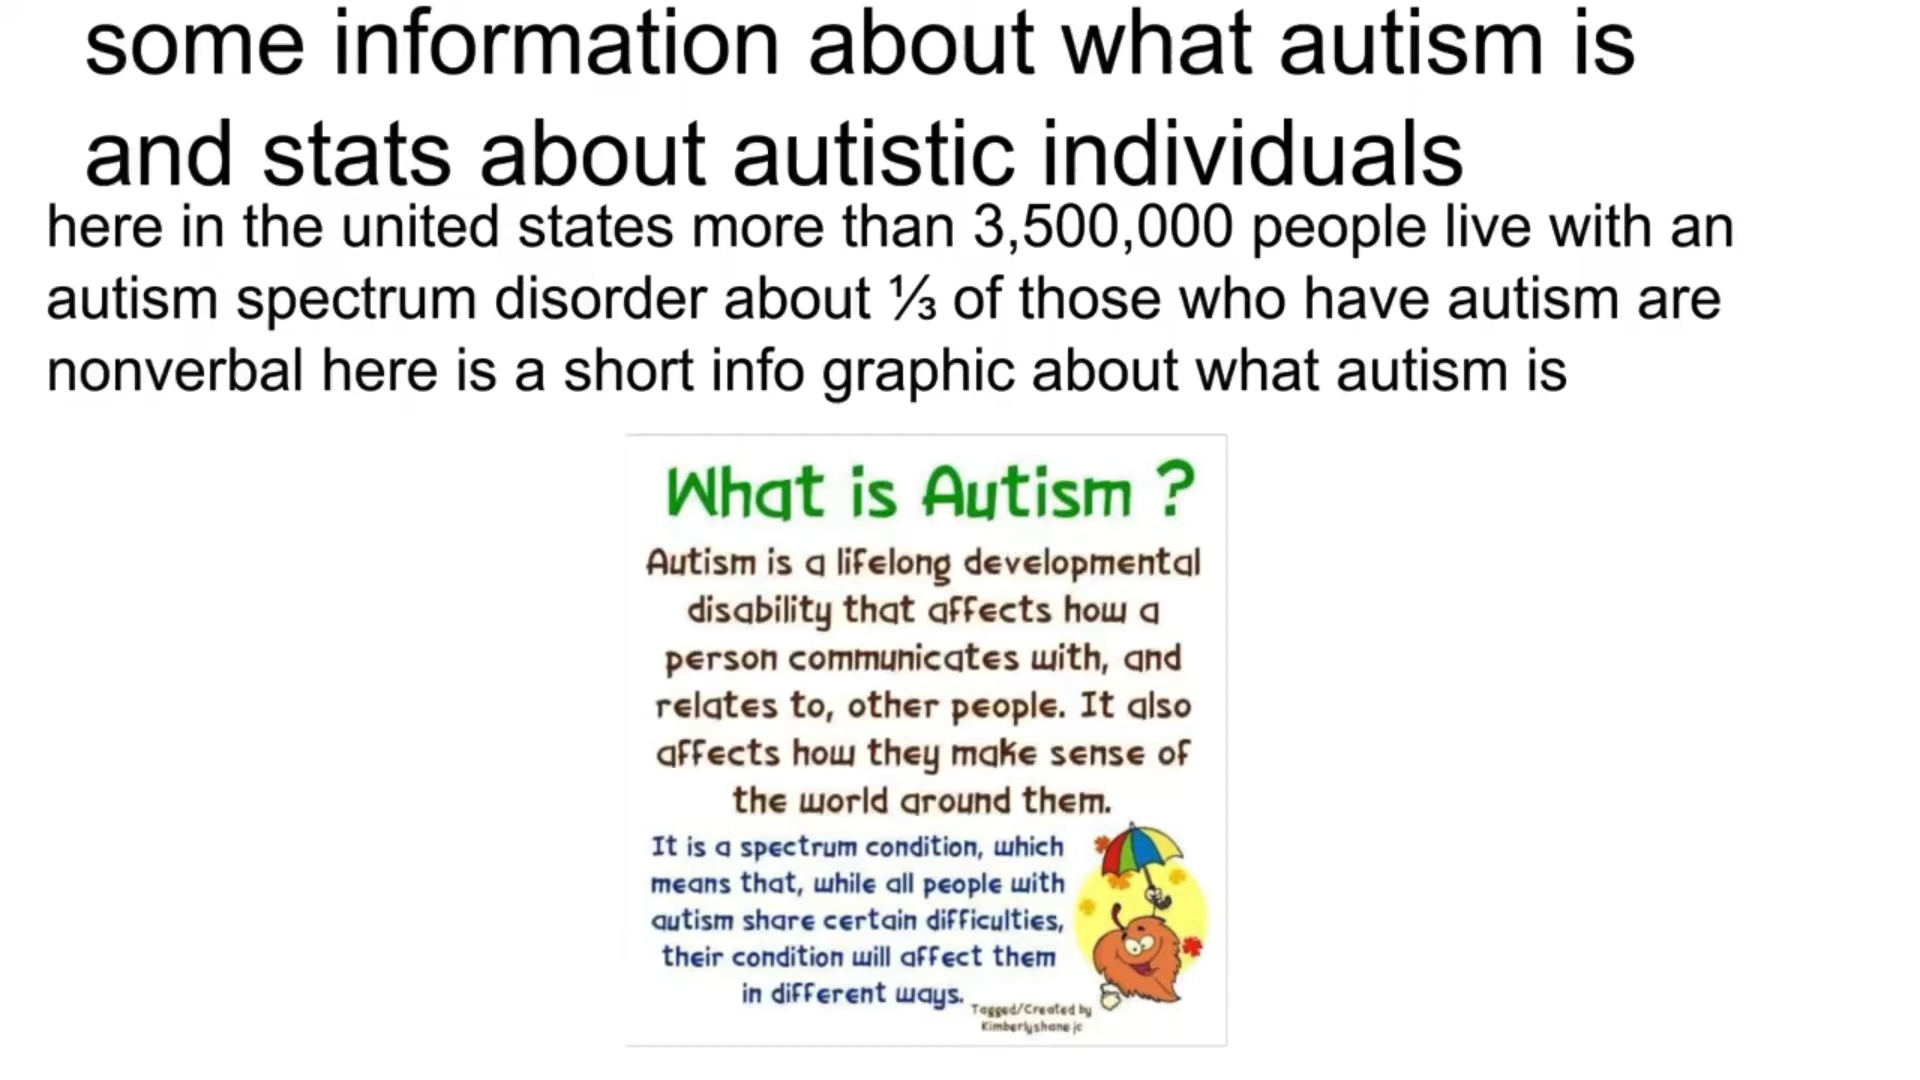 some information about what autism is
and stats about autistic individuals
here in the united states more than 3,500,000 people live with an
autism spectrum disorder about ⅓ of those who have autism are
nonverbal here is a short info graphic about what autism is
What is Autism ?
Autism is a lifelong developmental
disability that affects how a
person communicates with, and
relates to, other people. It also
affects how they make sense of
the world around them.
It is a spectrum condition, which
means that, while all people with
autism share certain difficulties,
their condition will affect them
in different ways.
Tagged/Created by
Kimberlyshane jc